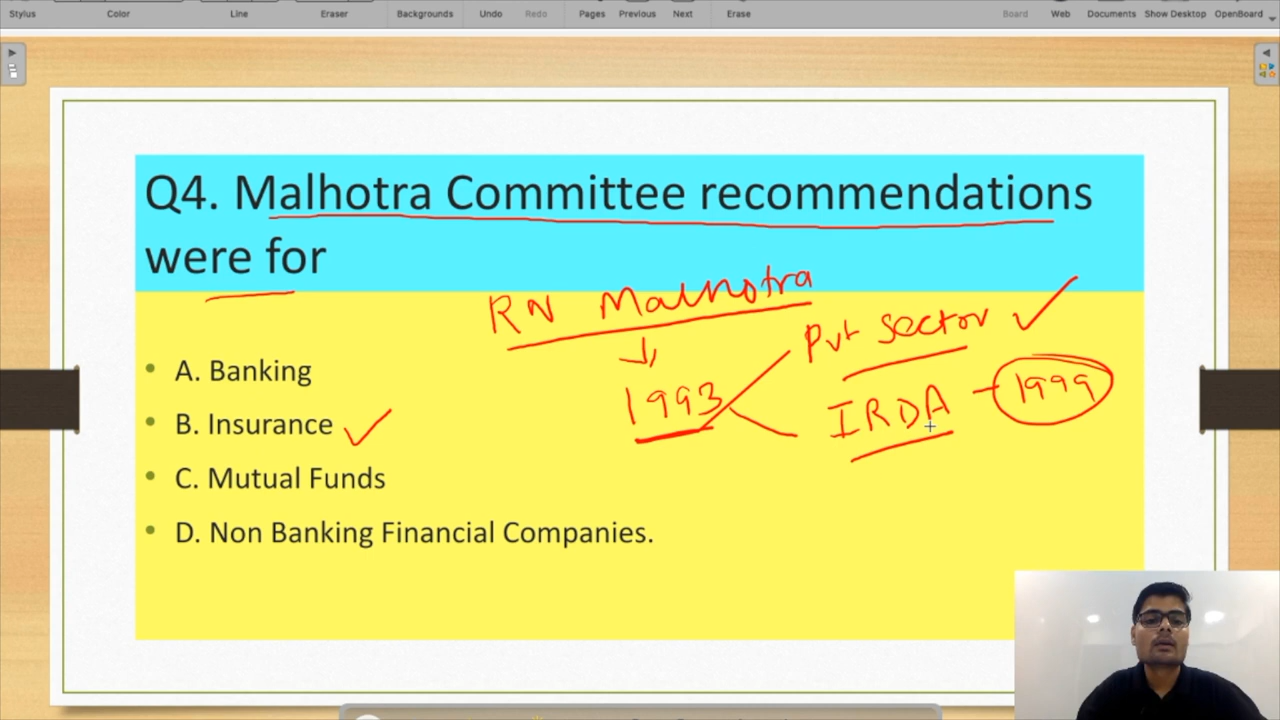 Stylus Color Line Eraser Backgrounds Undo Redo Pages Previous Next Erase Board Web Documents Show Desktop OpenBoard
Q4. Malhotra Committee recommendations
were for
RN Malhotra
Pvt Sector
1993
IRDA - 1999
• A. Banking
• B. Insurance
• C. Mutual Funds
• D. Non Banking Financial Companies.